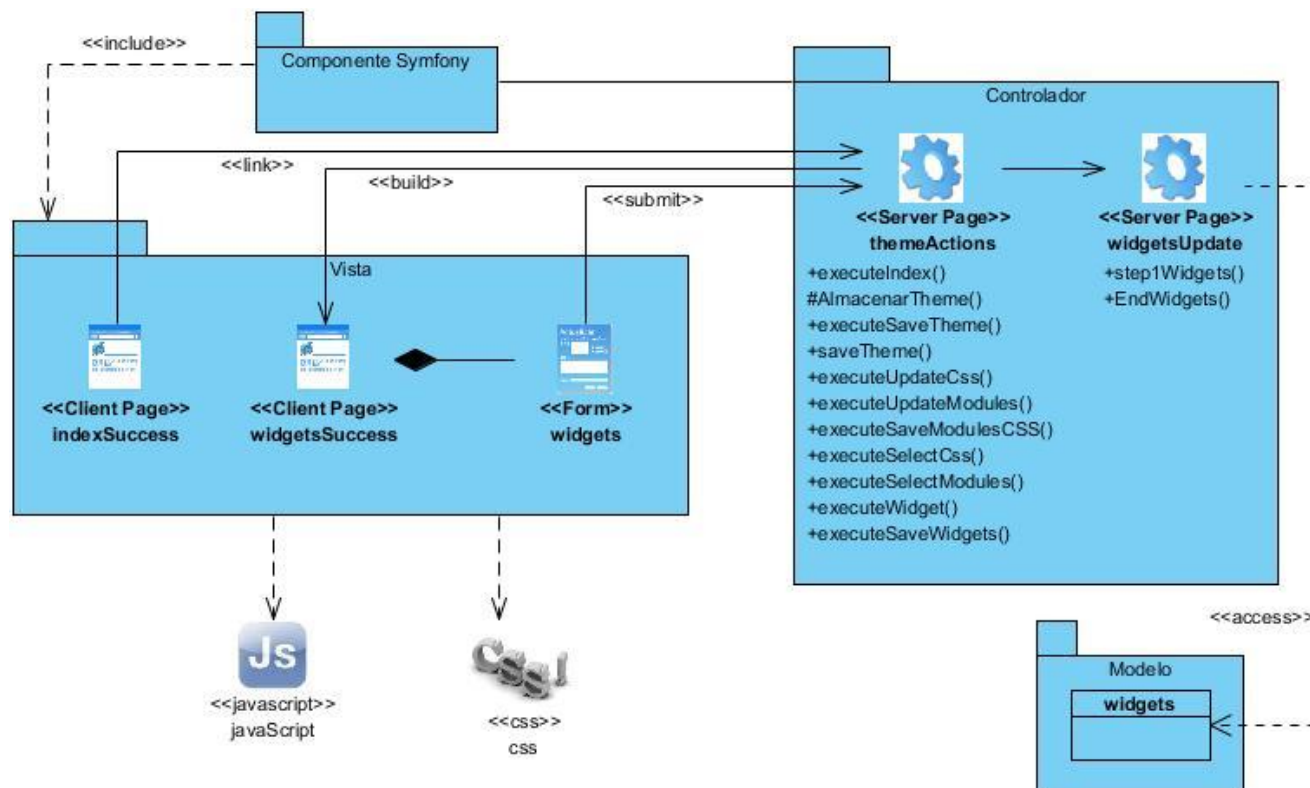 <<include>>
Componente Symfony
Controlador
<<link>>
<<build>>
<<submit>>
<<Server Page>>
themeActions
+executeIndex()
#AlmacenarTheme()
+executeSaveTheme()
+saveTheme()
+executeUpdateCss()
+executeUpdateModules()
+executeSaveModulesCSS()
+executeSelectCss()
+executeSelectModules()
+executeWidget()
+executeSaveWidgets()
<<Server Page>>
widgetsUpdate
+step1Widgets()
+EndWidgets()
Vista
<<Client Page>>
indexSuccess
<<Client Page>>
widgetsSuccess
<<Form>>
widgets
Js
<<javascript>>
javaScript
CSS!
<<css>>
css
<<access>>
Modelo
widgets